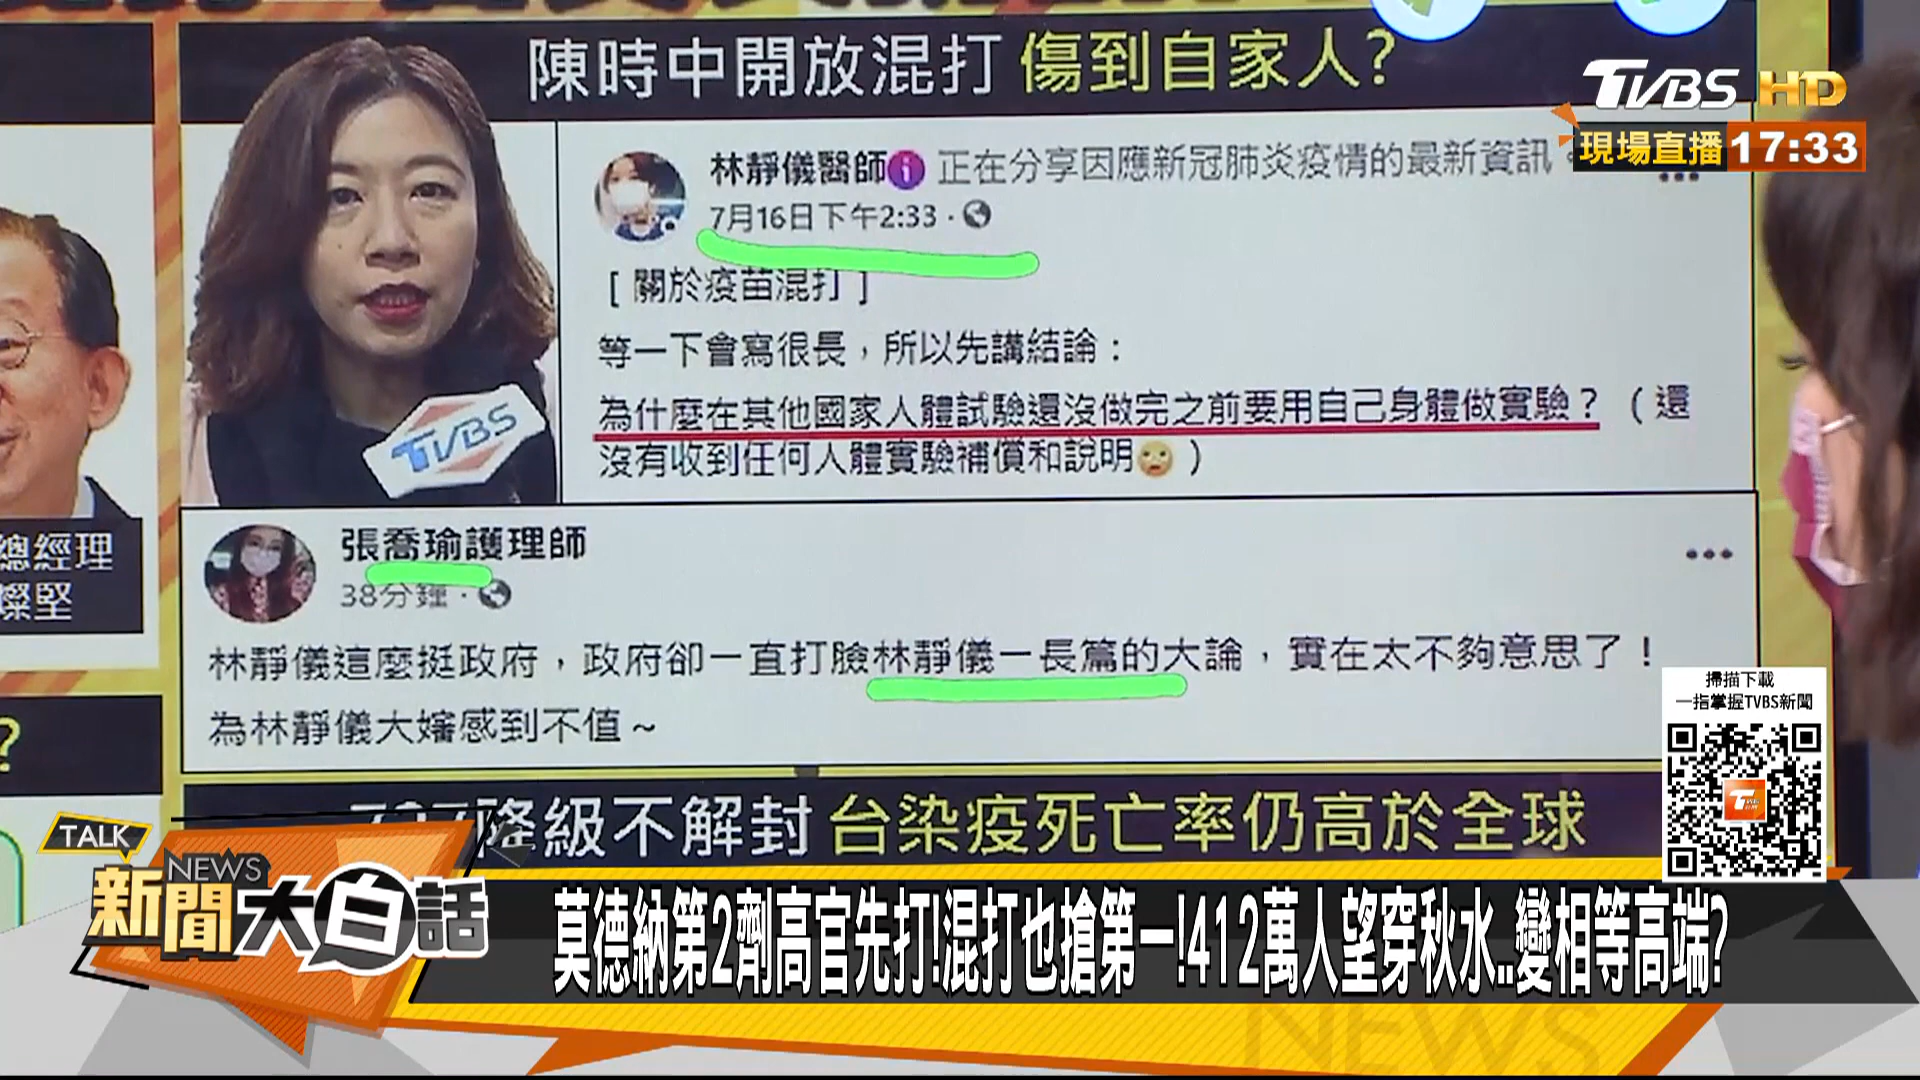 陳時中開放混打 傷到自家人?
TVBS HD
現場直播 17:33
林靜儀醫師 正在分享因應新冠肺炎疫情的最新資訊。
7月16日下午2:33
[ 關於疫苗混打 ]
等一下會寫很長，所以先講結論：
為什麼在其他國家人體試驗還沒做完之前要用自己身體做實驗？（還
沒有收到任何人體實驗補償和說明）
TVBS
總經理
燦堅
張喬瑜護理師
38分鐘
林靜儀這麼挺政府，政府卻一直打臉林靜儀一長篇的大論，實在太不夠意思了！
為林靜儀大嬸感到不值～
?
掃描下載
一指掌握TVBS新聞
727降級不解封 台染疫死亡率仍高於全球
TALK
NEWS
新聞大白話
莫德納第2劑高官先打!混打也搶第一!412萬人望穿秋水..變相等高端?
NEWS